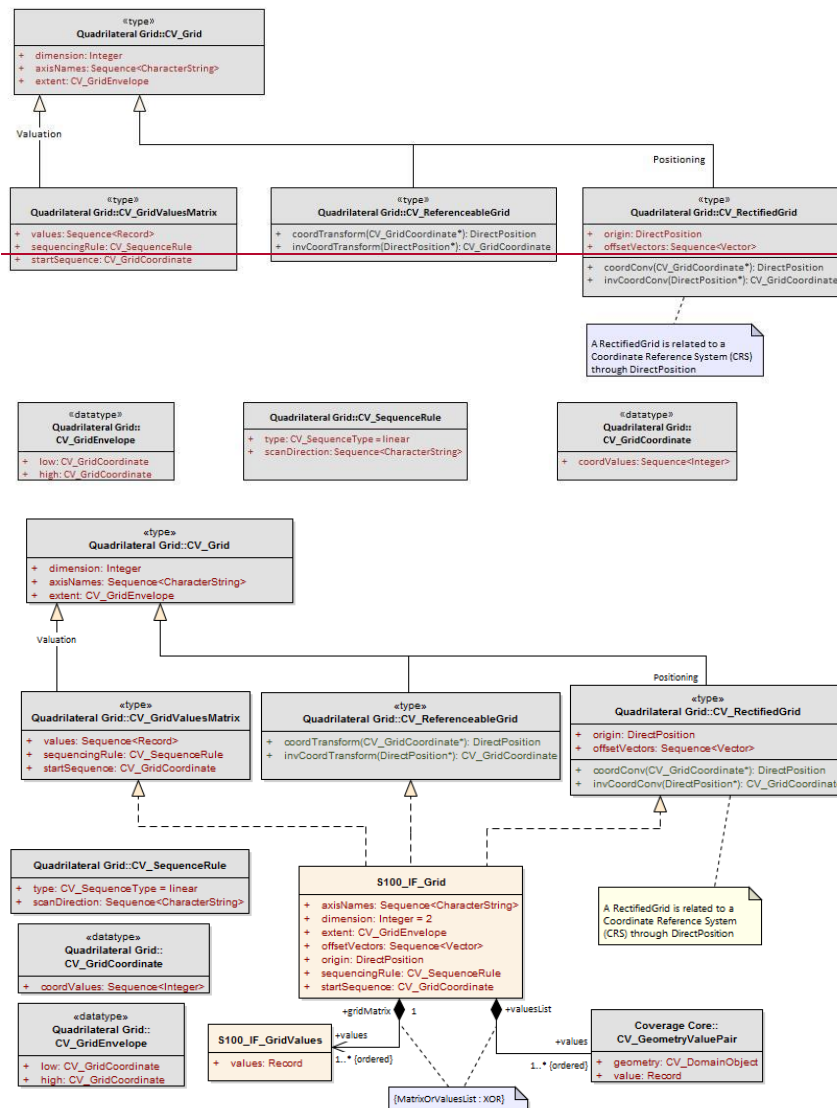 «type»
Quadrilateral Grid::CV_Grid
+ dimension: Integer
+ axisNames: Sequence<CharacterString>
+ extent: CV_GridEnvelope
Valuation
Positioning
«type»
Quadrilateral Grid::CV_GridValuesMatrix
+ values: Sequence<Record>
+ sequencingRule: CV_SequenceRule
+ startSequence: CV_GridCoordinate
«type»
Quadrilateral Grid::CV_ReferenceableGrid
+ coordTransform(CV_GridCoordinate*): DirectPosition
+ invCoordTransform(DirectPosition*): CV_GridCoordinate
«type»
Quadrilateral Grid::CV_RectifiedGrid
+ origin: DirectPosition
+ offsetVectors: Sequence<Vector>
+ coordConv(CV_GridCoordinate*): DirectPosition
+ invCoordConv(DirectPosition*): CV_GridCoordinate
A RectifiedGrid is related to a
Coordinate Reference System (CRS)
through DirectPosition
«datatype»
Quadrilateral Grid::
CV_GridEnvelope
+ low: CV_GridCoordinate
+ high: CV_GridCoordinate
Quadrilateral Grid::CV_SequenceRule
+ type: CV_SequenceType = linear
+ scanDirection: Sequence<CharacterString>
«datatype»
Quadrilateral Grid::
CV_GridCoordinate
+ coordValues: Sequence<Integer>
«type»
Quadrilateral Grid::CV_Grid
+ dimension: Integer
+ axisNames: Sequence<CharacterString>
+ extent: CV_GridEnvelope
Valuation
Positioning
«type»
Quadrilateral Grid::CV_GridValuesMatrix
+ values: Sequence<Record>
+ sequencingRule: CV_SequenceRule
+ startSequence: CV_GridCoordinate
«type»
Quadrilateral Grid::CV_ReferenceableGrid
+ coordTransform(CV_GridCoordinate*): DirectPosition
+ invCoordTransform(DirectPosition*): CV_GridCoordinate
«type»
Quadrilateral Grid::CV_RectifiedGrid
+ origin: DirectPosition
+ offsetVectors: Sequence<Vector>
+ coordConv(CV_GridCoordinate*): DirectPosition
+ invCoordConv(DirectPosition*): CV_GridCoordinate
Quadrilateral Grid::CV_SequenceRule
+ type: CV_SequenceType = linear
+ scanDirection: Sequence<CharacterString>
S100_IF_Grid
+ axisNames: Sequence<CharacterString>
+ dimension: Integer = 2
+ extent: CV_GridEnvelope
+ offsetVectors: Sequence<Vector>
+ origin: DirectPosition
+ sequencingRule: CV_SequenceRule
+ startSequence: CV_GridCoordinate
A RectifiedGrid is related to a
Coordinate Reference System
(CRS) through DirectPosition
«datatype»
Quadrilateral Grid::
CV_GridCoordinate
+ coordValues: Sequence<Integer>
«datatype»
Quadrilateral Grid::
CV_GridEnvelope
+ low: CV_GridCoordinate
+ high: CV_GridCoordinate
+gridMatrix 1
+valuesList
+values
1..* {ordered}
S100_IF_GridValues
+ values: Record
+values
1..* {ordered}
Coverage Core::
CV_GeometryValuePair
+ geometry: CV_DomainObject
+ value: Record
{MatrixOrValuesList : XOR}